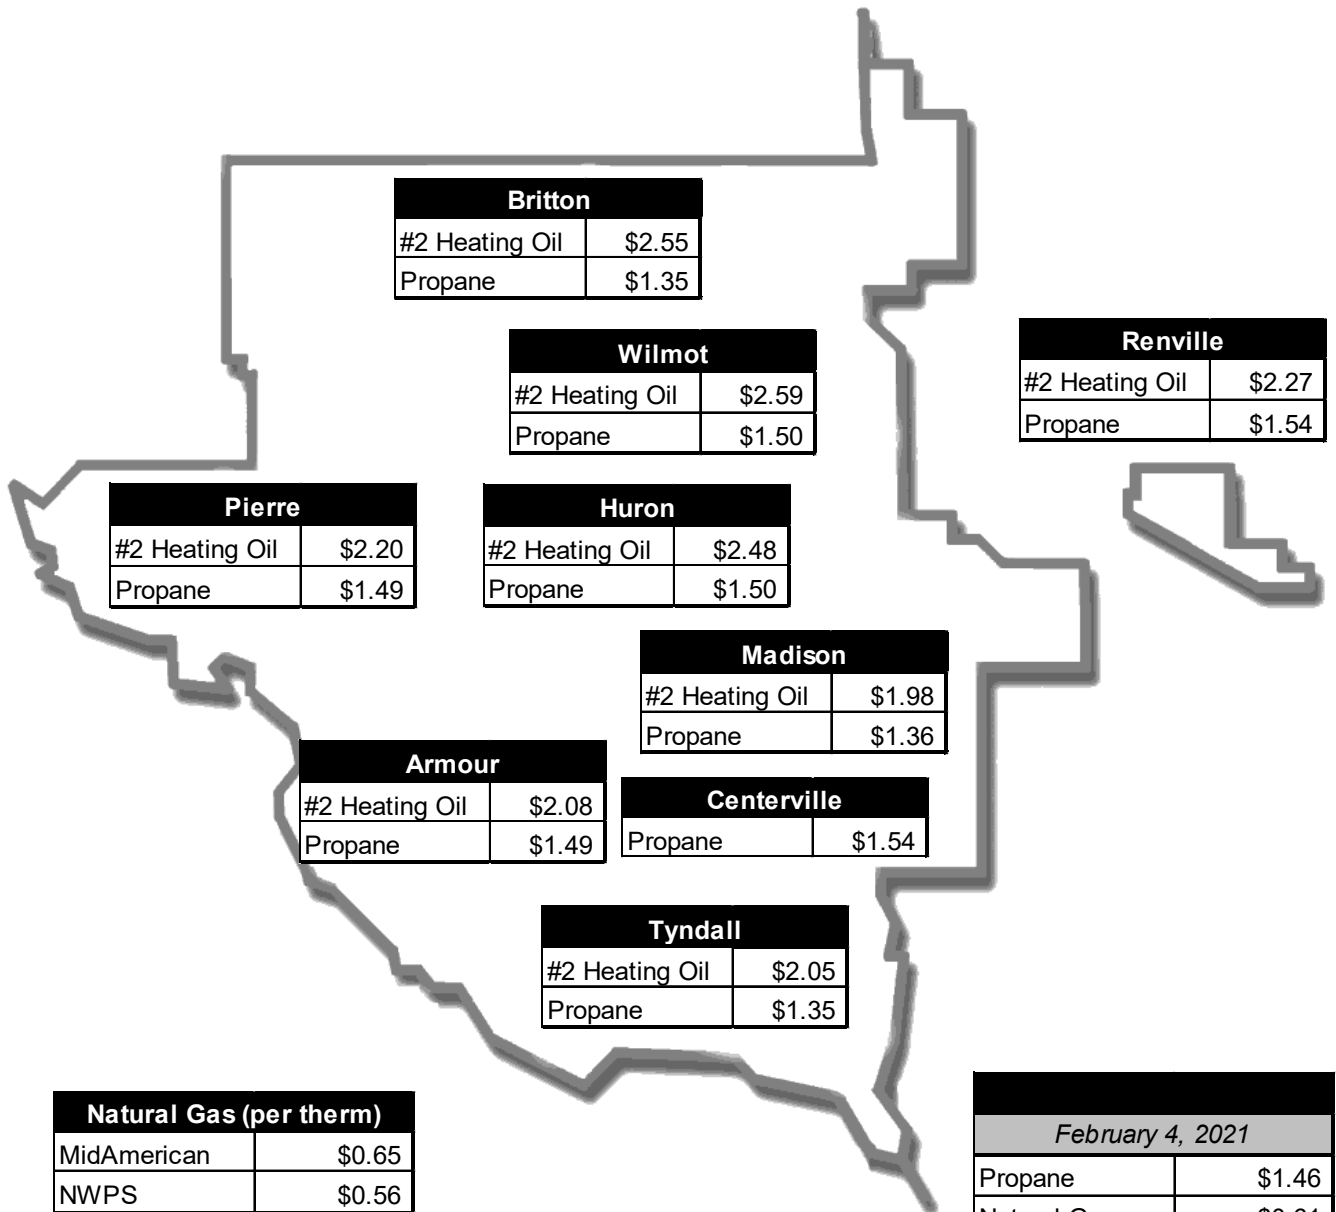 Britton
#2 Heating Oil $2.55
Propane $1.35
Wilmot
#2 Heating Oil $2.59
Propane $1.50
Renville
#2 Heating Oil $2.27
Propane $1.54
Pierre
#2 Heating Oil $2.20
Propane $1.49
Huron
#2 Heating Oil $2.48
Propane $1.50
Madison
#2 Heating Oil $1.98
Propane $1.36
Armour
#2 Heating Oil $2.08
Propane $1.49
Centerville
Propane $1.54
Tyndall
#2 Heating Oil $2.05
Propane $1.35
Natural Gas (per therm)
MidAmerican $0.65
NWPS $0.56
February 4, 2021
Propane $1.46